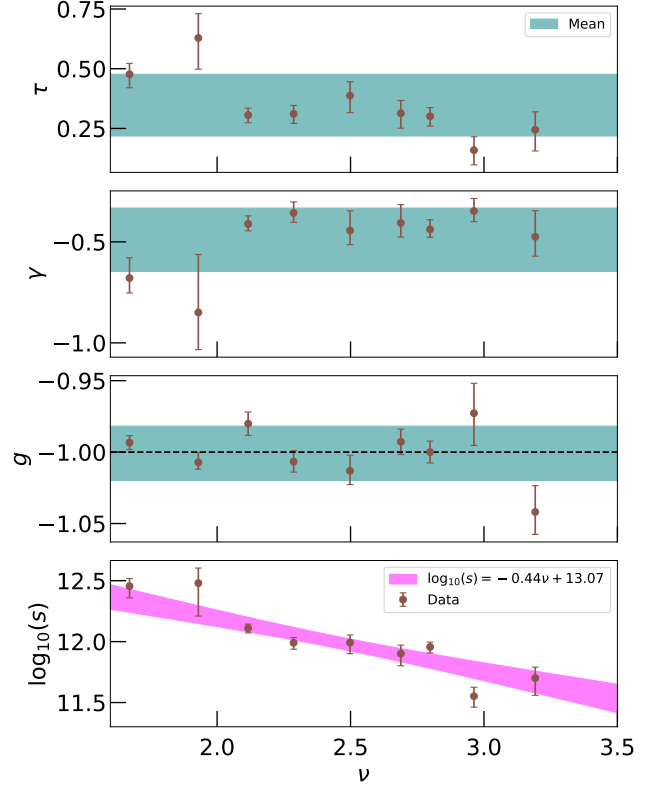 0.75
0.50
0.25
τ
Mean
−0.5
−1.0
γ
−0.95
−1.00
−1.05
g
12.5
12.0
11.5
log₁₀(s)
log₁₀(s) = − 0.44ν + 13.07
Data
2.0 2.5 3.0 3.5
ν